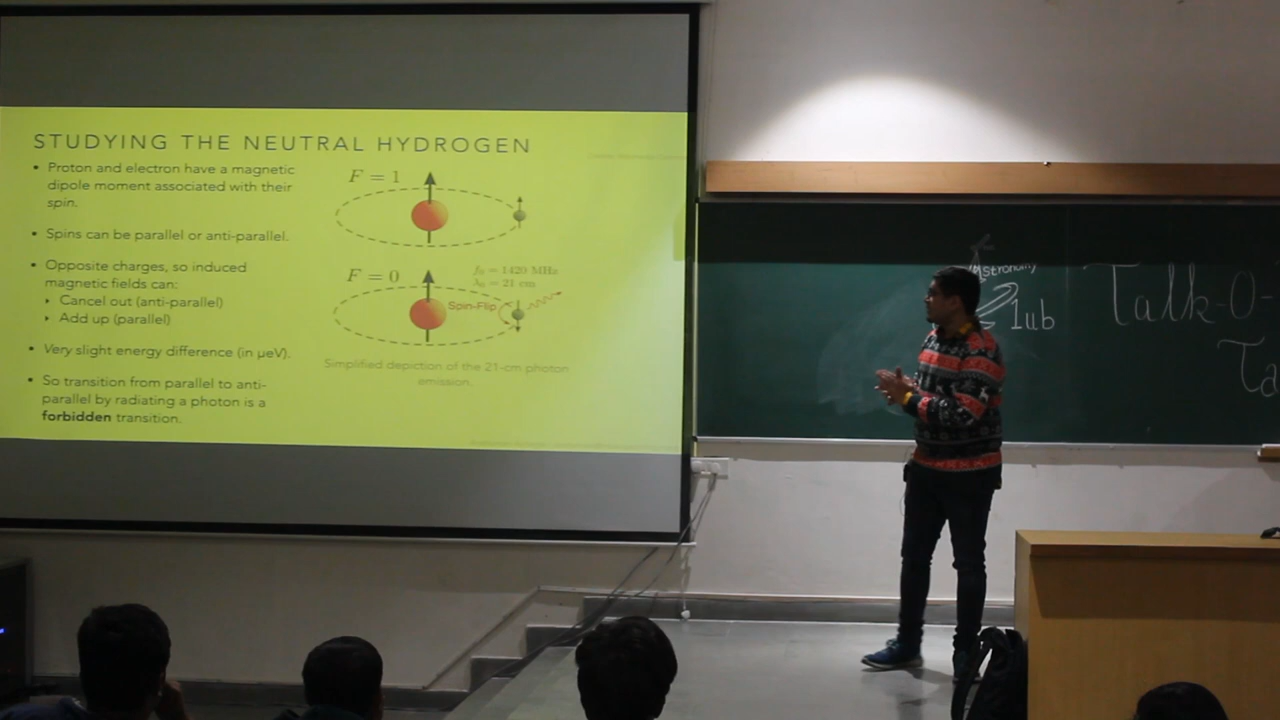 STUDYING THE NEUTRAL HYDROGEN
• Proton and electron have a magnetic
dipole moment associated with their
spin.
• Spins can be parallel or anti-parallel.
• Opposite charges, so induced
magnetic fields can:
‣ Cancel out (anti-parallel)
‣ Add up (parallel)
• Very slight energy difference (in µeV).
• So transition from parallel to anti-
parallel by radiating a photon is a
forbidden transition.
F = 1
F = 0
f₀ = 1420 MHz
λ₀ = 21 cm
Spin-Flip
Simplified depiction of the 21-cm photon
emission.
stronomy
lub
Talk-O-
Ta